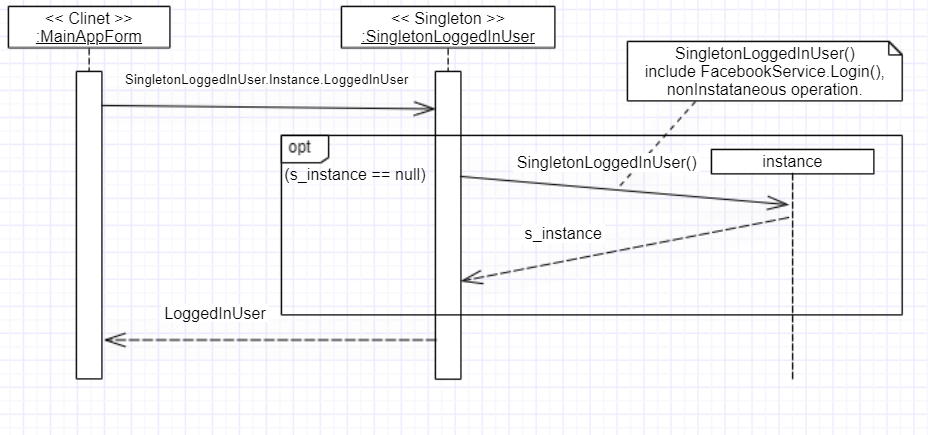 << Clinet >>
:MainAppForm
<< Singleton >>
:SingletonLoggedInUser
SingletonLoggedInUser()
include FacebookService.Login(),
nonInstataneous operation.
SingletonLoggedInUser.Instance.LoggedInUser
opt
(s_instance == null)
SingletonLoggedInUser()
instance
s_instance
LoggedInUser